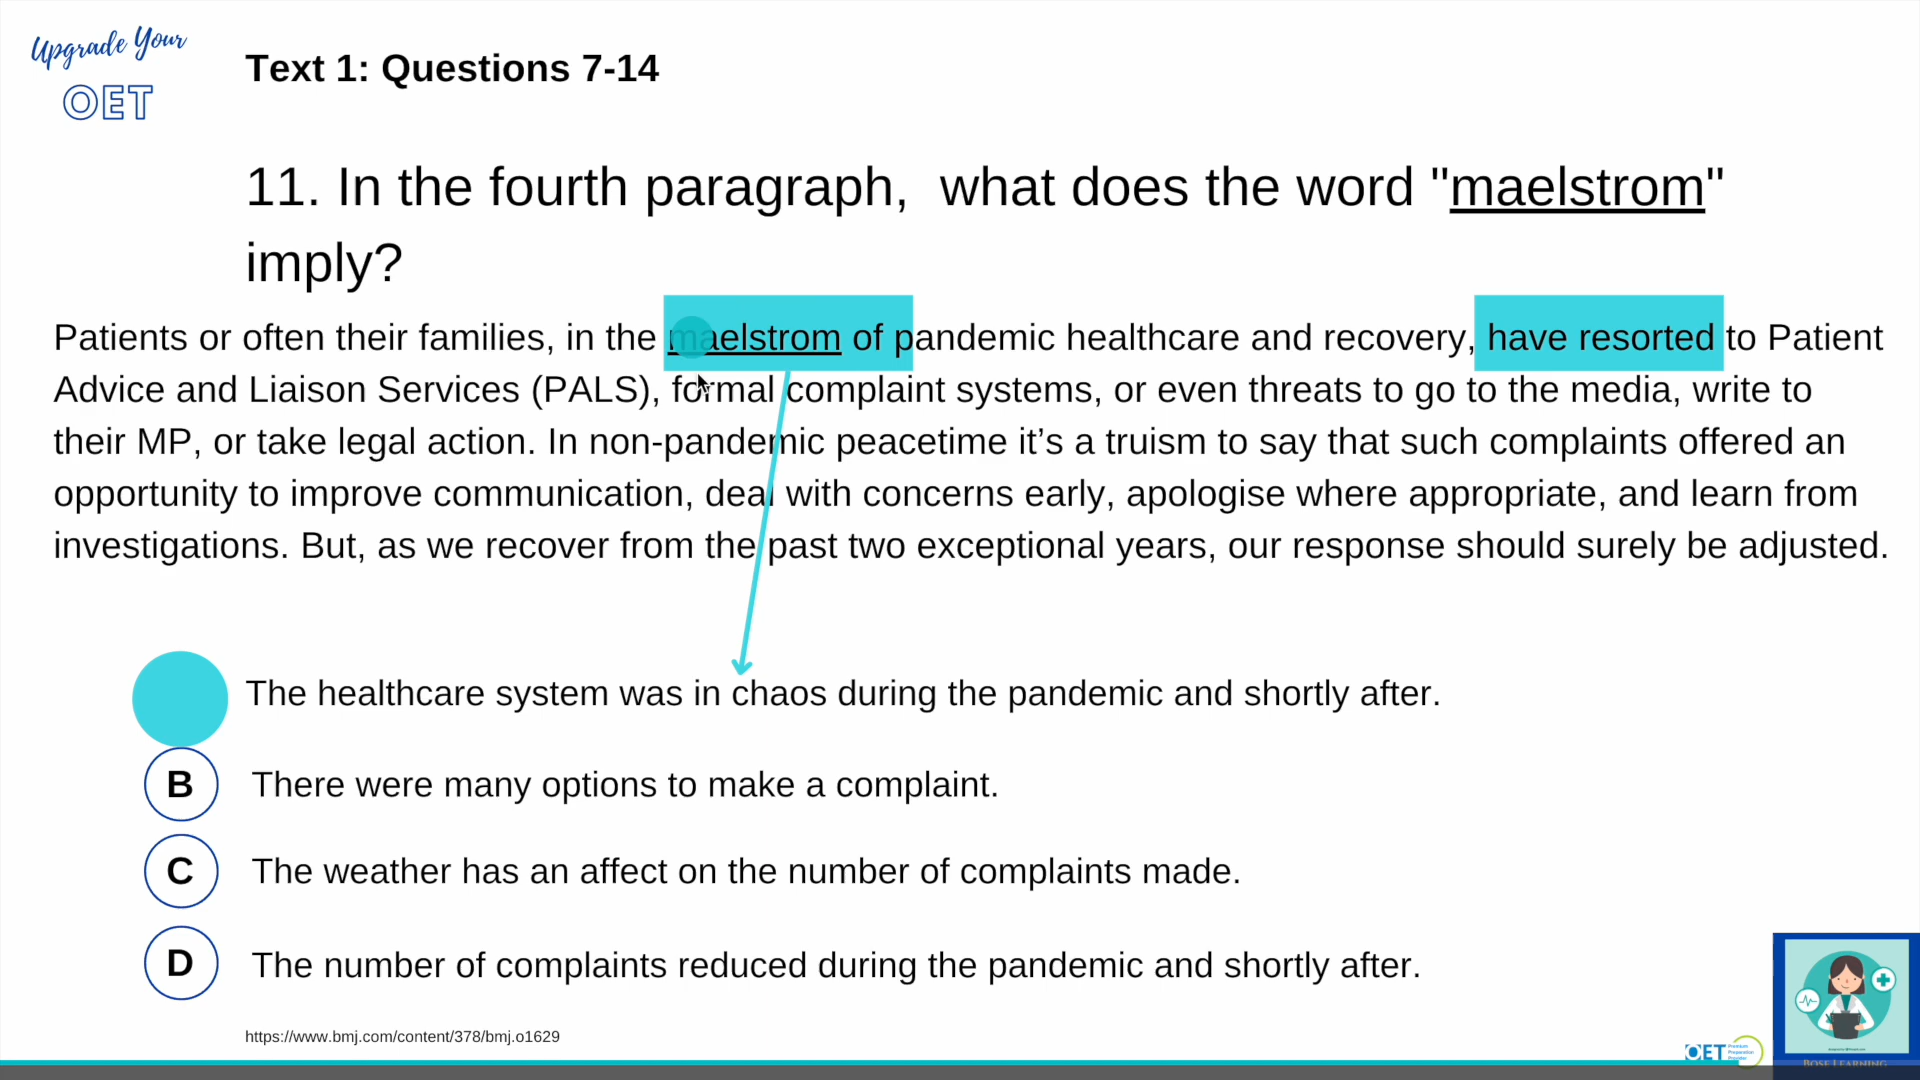 Upgrade Your
OET
Text 1: Questions 7-14
11. In the fourth paragraph, what does the word "maelstrom"
imply?
Patients or often their families, in the maelstrom of pandemic healthcare and recovery, have resorted to Patient
Advice and Liaison Services (PALS), formal complaint systems, or even threats to go to the media, write to
their MP, or take legal action. In non-pandemic peacetime it’s a truism to say that such complaints offered an
opportunity to improve communication, deal with concerns early, apologise where appropriate, and learn from
investigations. But, as we recover from the past two exceptional years, our response should surely be adjusted.
The healthcare system was in chaos during the pandemic and shortly after.
B There were many options to make a complaint.
C The weather has an affect on the number of complaints made.
D The number of complaints reduced during the pandemic and shortly after.
https://www.bmj.com/content/378/bmj.o1629
OET Premium
Preparation
Provider
BOSE LEARNING